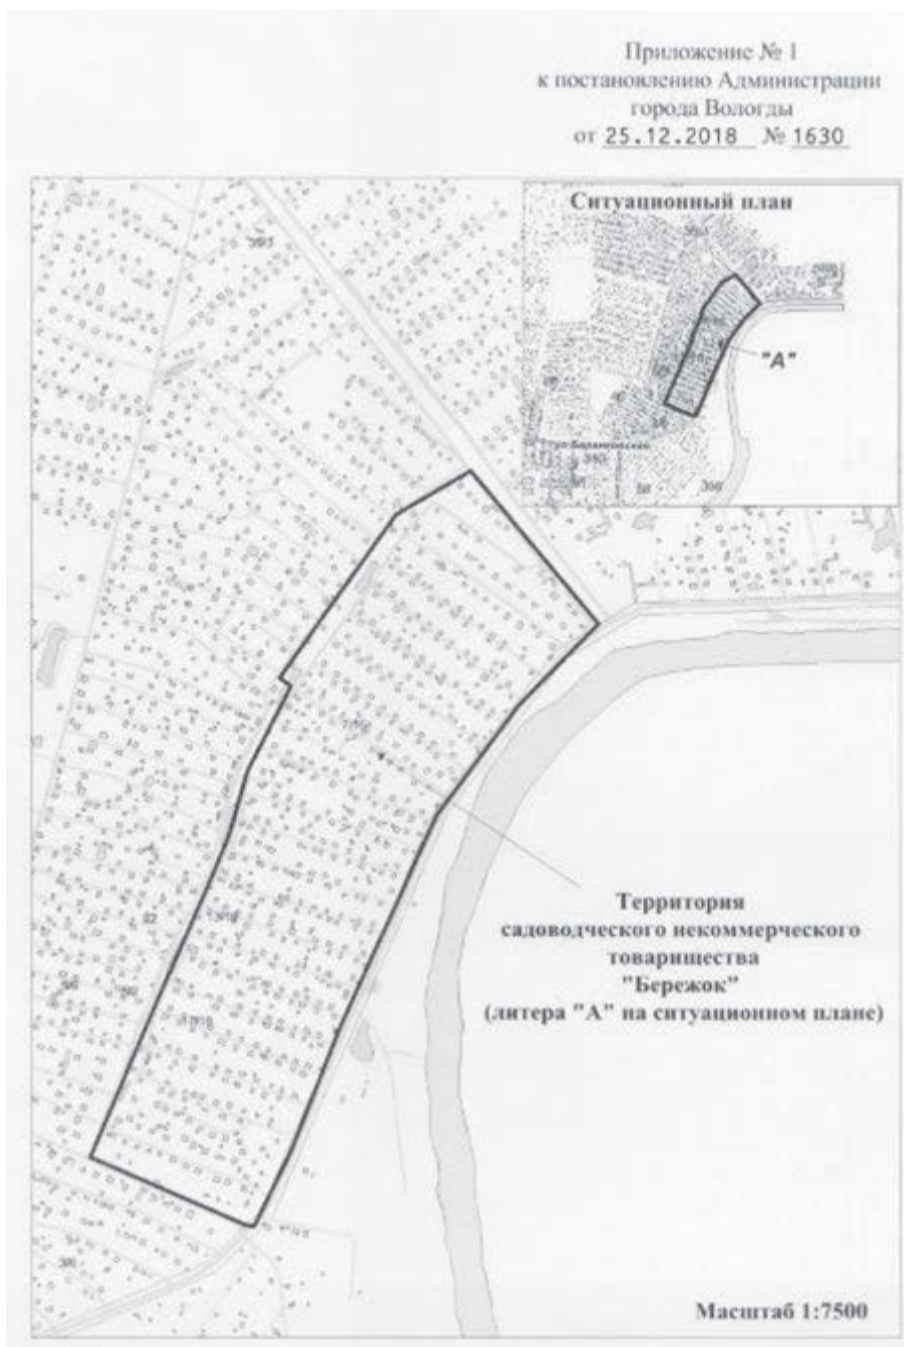 Приложение № 1
к постановлению Администрации
города Вологды
от 25.12.2018 № 1630
Ситуационный план
"А"
Территория
садоводческого некоммерческого
товарищества
"Бережок"
(литера "А" на ситуационном плане)
Масштаб 1:7500